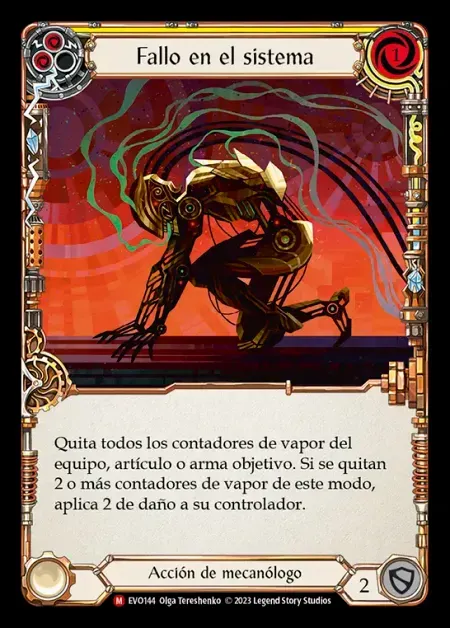 Fallo en el sistema
1
Quita todos los contadores de vapor del
equipo, artículo o arma objetivo. Si se quitan
2 o más contadores de vapor de este modo,
aplica 2 de daño a su controlador.
Acción de mecanólogo
2
M EVO144 Olga Tereshenko © 2023 Legend Story Studios